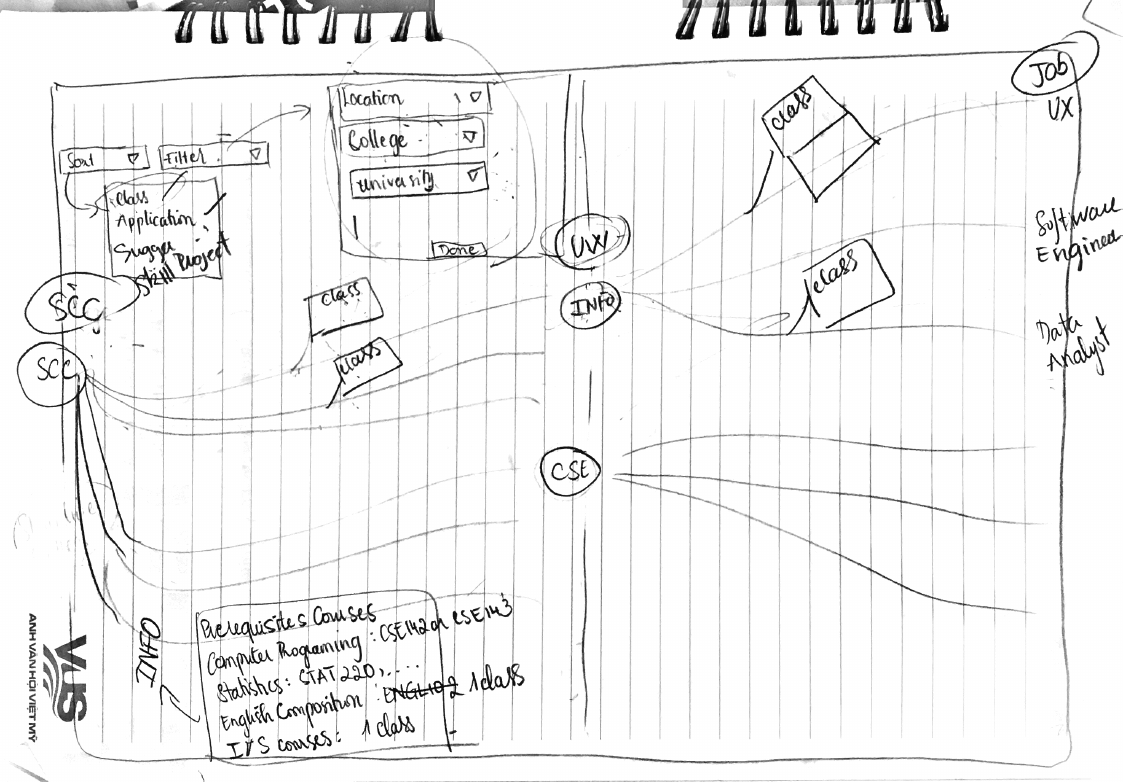 Job
UX
Location
College
university
Done
Sort
Filter
class
Application
Sugges
skill Project
class
UW
Software
Engineer
SCC
SCC
class
class
INFO
class
Data
Analyst
CSE
INFO
Prerequisites Courses
Computer Programing : CSE142 or CSE143
Statistics : STAT 220, ....
English Composition : ENGL102 1 class
I/S courses: 1 class
VUS
ANH VĂN HỘI VIỆT MỸ